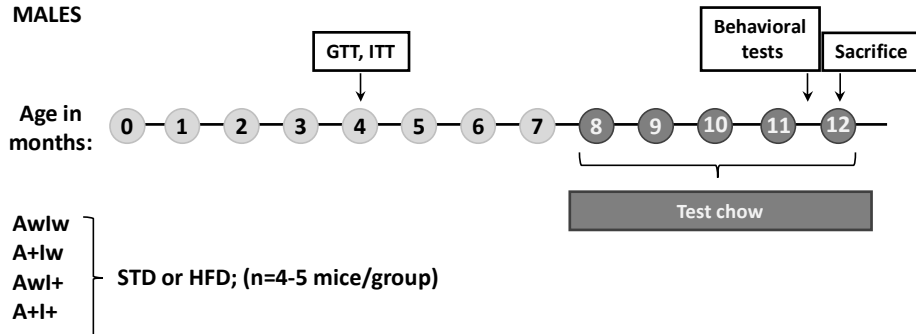 MALES
GTT, ITT
Behavioral
tests
Sacrifice
Age in
months:
0 1 2 3 4 5 6 7 8 9 10 11 12
Test chow
AwIw
A+Iw
AwI+
A+I+
STD or HFD; (n=4-5 mice/group)